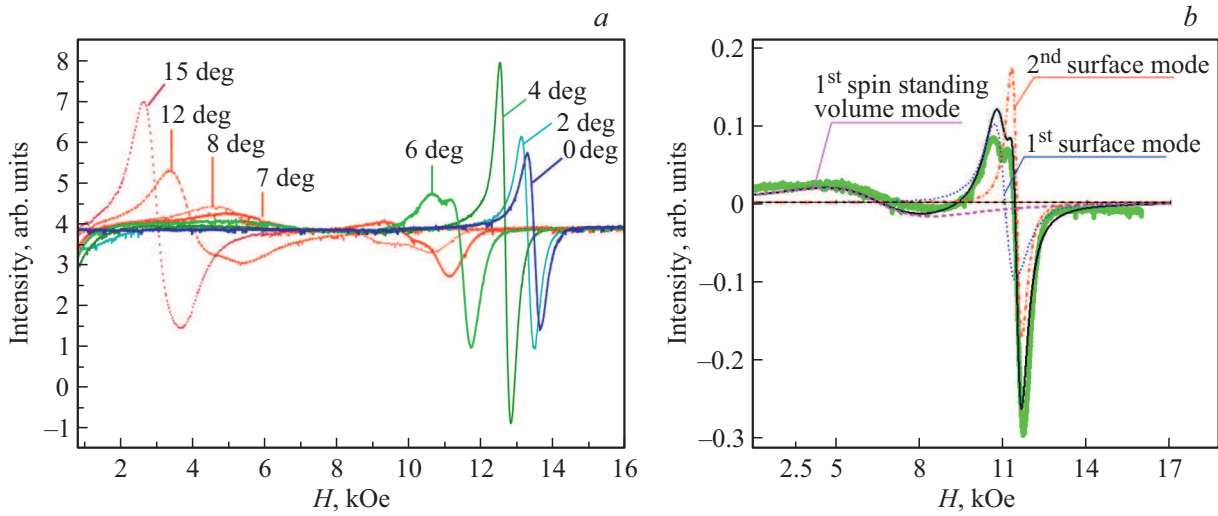 a
8
7
6
5
4
3
2
1
0
–1
Intensity, arb. units
15 deg
12 deg
8 deg
7 deg
6 deg
4 deg
2 deg
0 deg
2
4
6
8
10
12
14
16
H, kOe
b
0.2
0.1
0
–0.1
–0.2
–0.3
Intensity, arb. units
1st spin standing
volume mode
2nd surface mode
1st surface mode
2.5
5
8
11
14
17
H, kOe